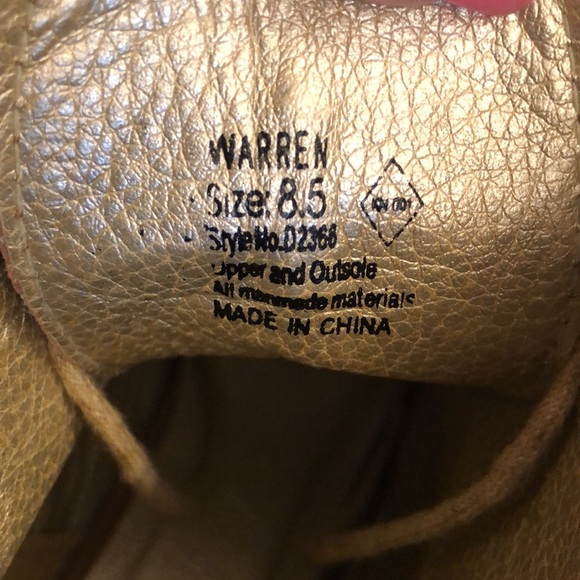 WARREN
Size: 8.5
Style No.D2368
Upper and Outsole
All manmade materials
MADE IN CHINA